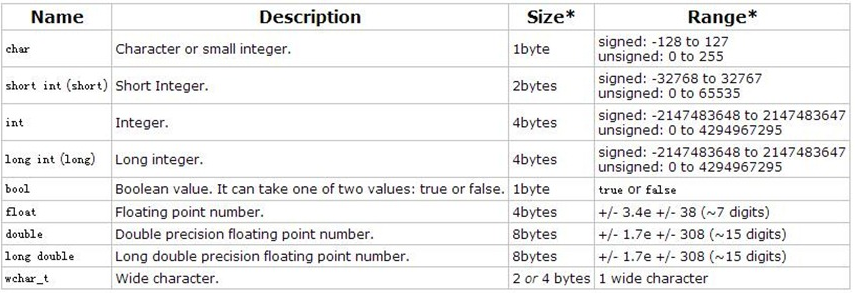 Name Description Size* Range*
char Character or small integer. 1byte signed: -128 to 127
unsigned: 0 to 255
short int (short) Short Integer. 2bytes signed: -32768 to 32767
unsigned: 0 to 65535
int Integer. 4bytes signed: -2147483648 to 2147483647
unsigned: 0 to 4294967295
long int (long) Long integer. 4bytes signed: -2147483648 to 2147483647
unsigned: 0 to 4294967295
bool Boolean value. It can take one of two values: true or false. 1byte true or false
float Floating point number. 4bytes +/- 3.4e +/- 38 (~7 digits)
double Double precision floating point number. 8bytes +/- 1.7e +/- 308 (~15 digits)
long double Long double precision floating point number. 8bytes +/- 1.7e +/- 308 (~15 digits)
wchar_t Wide character. 2 or 4 bytes 1 wide character